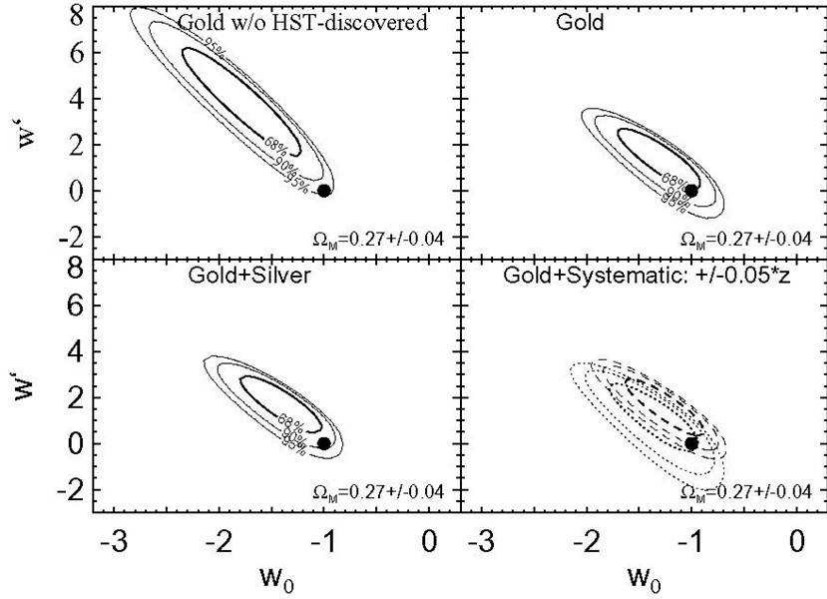 Gold w/o HST-discovered
Gold
8
6
4
2
0
-2
w‘
95%
68%
90%
95%
Ω_M=0.27+/-0.04
68%
90%
95%
Ω_M=0.27+/-0.04
Gold+Silver
Gold+Systematic: +/-0.05*z
8
6
4
2
0
-2
w‘
68%
90%
95%
Ω_M=0.27+/-0.04
Ω_M=0.27+/-0.04
-3 -2 -1 0
-3 -2 -1 0
w₀
w₀